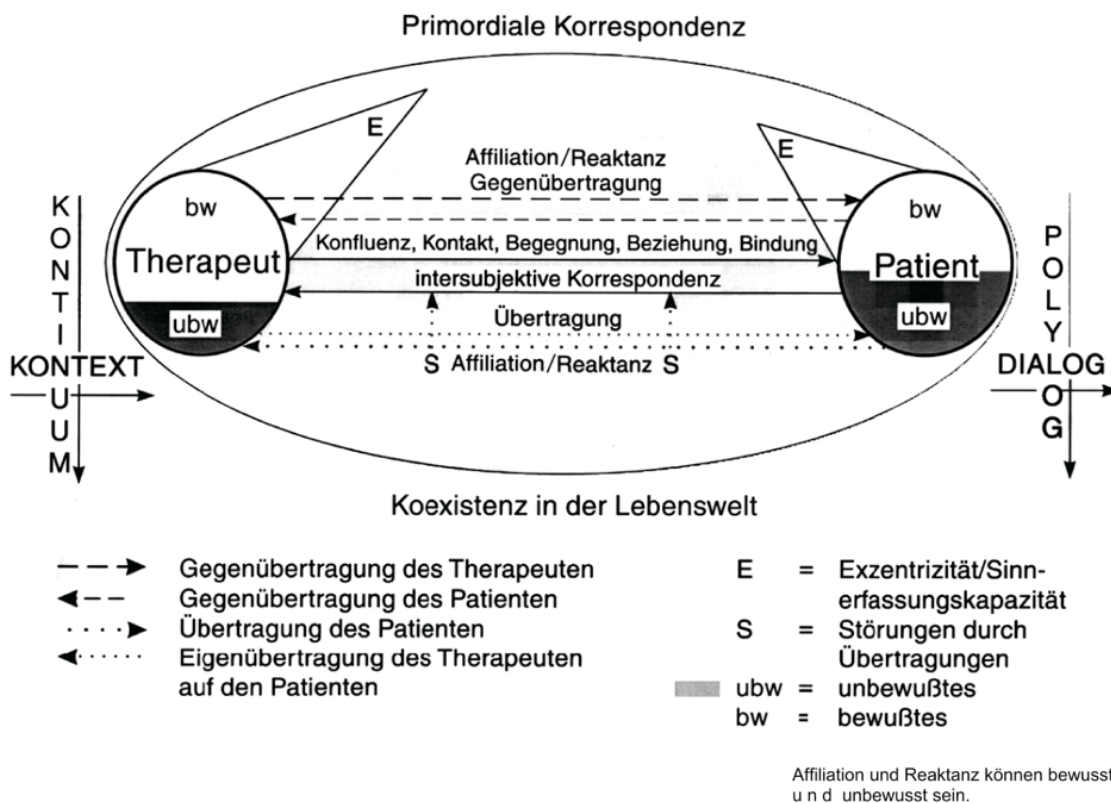 Primordiale Korrespondenz
E
E
Affiliation/Reaktanz
Gegenübertragung
bw
bw
Konfluenz, Kontakt, Begegnung, Beziehung, Bindung
Therapeut
Patient
intersubjektive Korrespondenz
ubw
ubw
Übertragung
S Affiliation/Reaktanz S
KONTINUUM
KONTEXT
POLYLOG
DIALOG
Koexistenz in der Lebenswelt
Gegenübertragung des Therapeuten
Gegenübertragung des Patienten
Übertragung des Patienten
Eigenübertragung des Therapeuten
auf den Patienten
E = Exzentrizität/Sinn-
erfassungskapazität
S = Störungen durch
Übertragungen
ubw = unbewußtes
bw = bewußtes
Affiliation und Reaktanz können bewusst
u n d unbewusst sein.